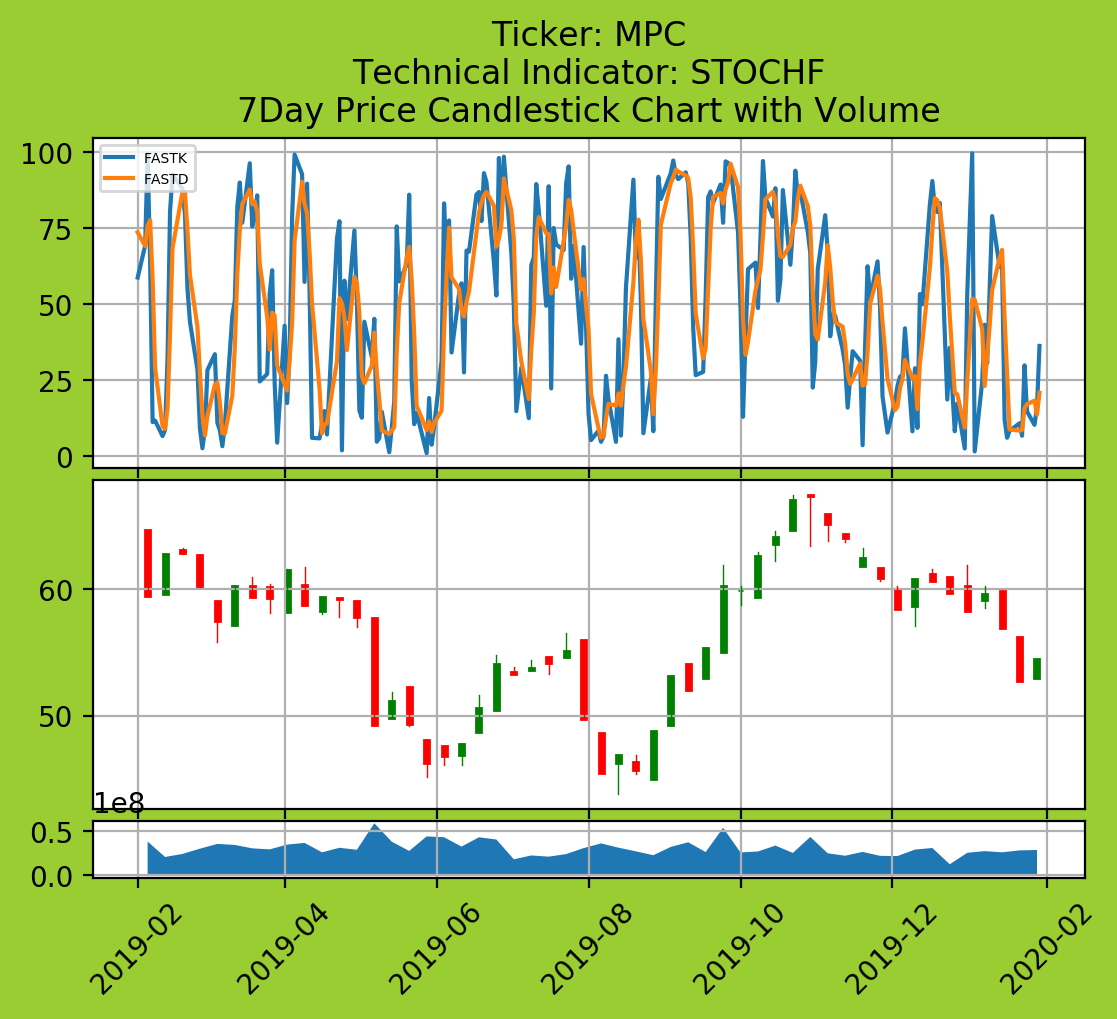 Ticker: MPC
Technical Indicator: STOCHF
7Day Price Candlestick Chart with Volume
100
75
50
25
0
FASTK
FASTD
60
50
1e8
0.5
0.0
2019-02
2019-04
2019-06
2019-08
2019-10
2019-12
2020-02